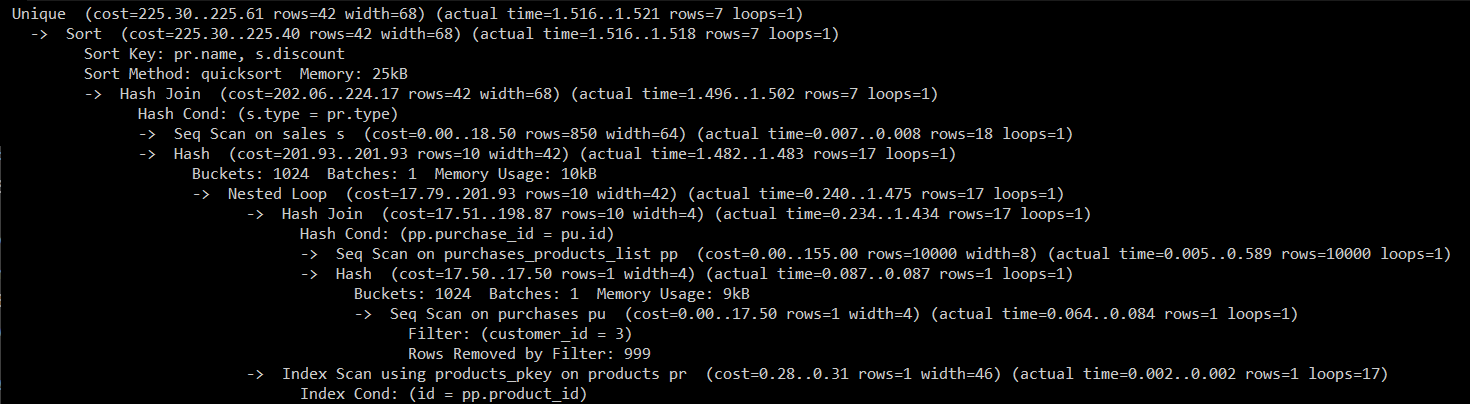 Unique  (cost=225.30..225.61 rows=42 width=68) (actual time=1.516..1.521 rows=7 loops=1)
  ->  Sort  (cost=225.30..225.40 rows=42 width=68) (actual time=1.516..1.518 rows=7 loops=1)
        Sort Key: pr.name, s.discount
        Sort Method: quicksort  Memory: 25kB
        ->  Hash Join  (cost=202.06..224.17 rows=42 width=68) (actual time=1.496..1.502 rows=7 loops=1)
              Hash Cond: (s.type = pr.type)
              ->  Seq Scan on sales s  (cost=0.00..18.50 rows=850 width=64) (actual time=0.007..0.008 rows=18 loops=1)
              ->  Hash  (cost=201.93..201.93 rows=10 width=42) (actual time=1.482..1.483 rows=17 loops=1)
                    Buckets: 1024  Batches: 1  Memory Usage: 10kB
                    ->  Nested Loop  (cost=17.79..201.93 rows=10 width=42) (actual time=0.240..1.475 rows=17 loops=1)
                          ->  Hash Join  (cost=17.51..198.87 rows=10 width=4) (actual time=0.234..1.434 rows=17 loops=1)
                                Hash Cond: (pp.purchase_id = pu.id)
                                ->  Seq Scan on purchases_products_list pp  (cost=0.00..155.00 rows=10000 width=8) (actual time=0.005..0.589 rows=10000 loops=1)
                                ->  Hash  (cost=17.50..17.50 rows=1 width=4) (actual time=0.087..0.087 rows=1 loops=1)
                                      Buckets: 1024  Batches: 1  Memory Usage: 9kB
                                      ->  Seq Scan on purchases pu  (cost=0.00..17.50 rows=1 width=4) (actual time=0.064..0.084 rows=1 loops=1)
                                            Filter: (customer_id = 3)
                                            Rows Removed by Filter: 999
                          ->  Index Scan using products_pkey on products pr  (cost=0.28..0.31 rows=1 width=46) (actual time=0.002..0.002 rows=1 loops=17)
                                Index Cond: (id = pp.product_id)